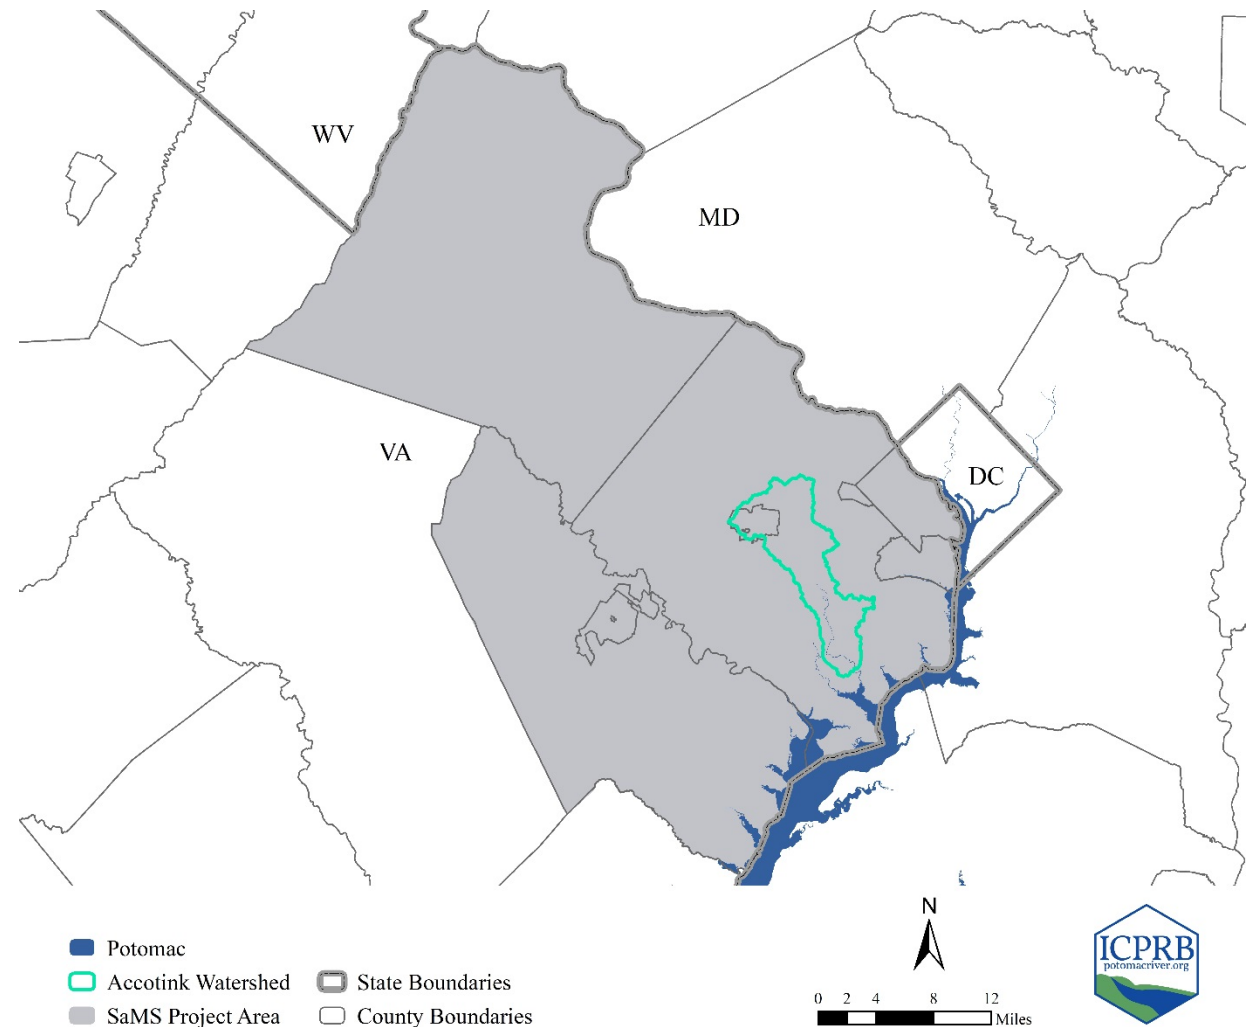 WV
MD
VA
DC
Potomac
Accotink Watershed
State Boundaries
SaMS Project Area
County Boundaries
N
0 2 4 8 12
Miles
ICPRB
potomacriver.org